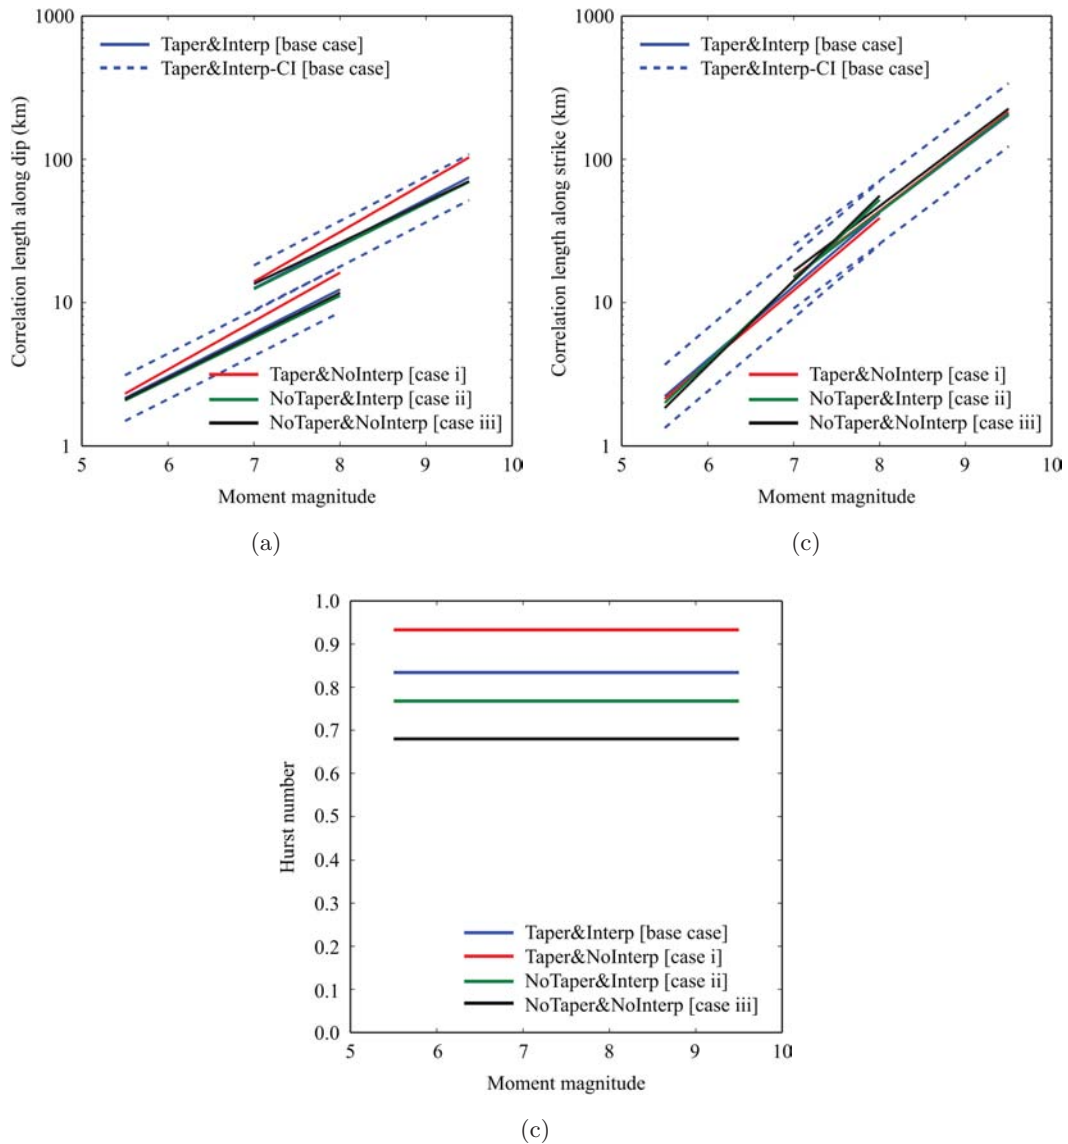 1000
100
10
1
Correlation length along dip (km)
Taper&Interp [base case]
Taper&Interp-CI [base case]
Taper&NoInterp [case i]
NoTaper&Interp [case ii]
NoTaper&NoInterp [case iii]
5 6 7 8 9 10
Moment magnitude
(a)
1000
100
10
1
Correlation length along strike (km)
Taper&Interp [base case]
Taper&Interp-CI [base case]
Taper&NoInterp [case i]
NoTaper&Interp [case ii]
NoTaper&NoInterp [case iii]
5 6 7 8 9 10
Moment magnitude
(c)
1.0
0.9
0.8
0.7
0.6
0.5
0.4
0.3
0.2
0.1
0.0
Hurst number
Taper&Interp [base case]
Taper&NoInterp [case i]
NoTaper&Interp [case ii]
NoTaper&NoInterp [case iii]
5 6 7 8 9 10
Moment magnitude
(c)